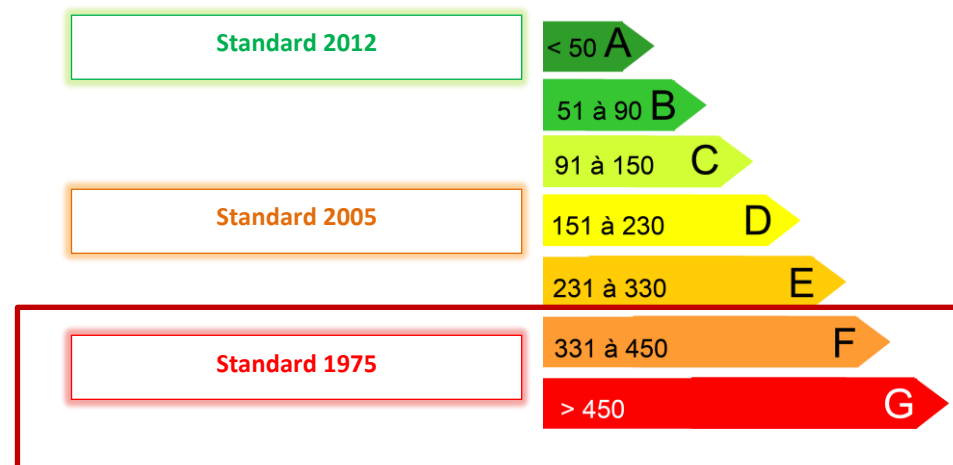 Standard 2012
< 50 A
51 à 90 B
91 à 150 C
Standard 2005
151 à 230 D
231 à 330 E
Standard 1975
331 à 450 F
> 450 G